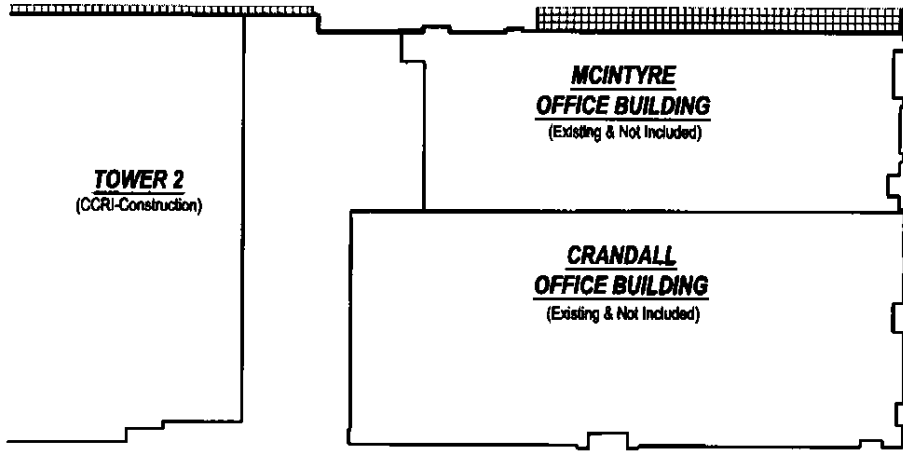 MCINTYRE
OFFICE BUILDING
(Existing & Not Included)
TOWER 2
(CCRI-Construction)
CRANDALL
OFFICE BUILDING
(Existing & Not Included)